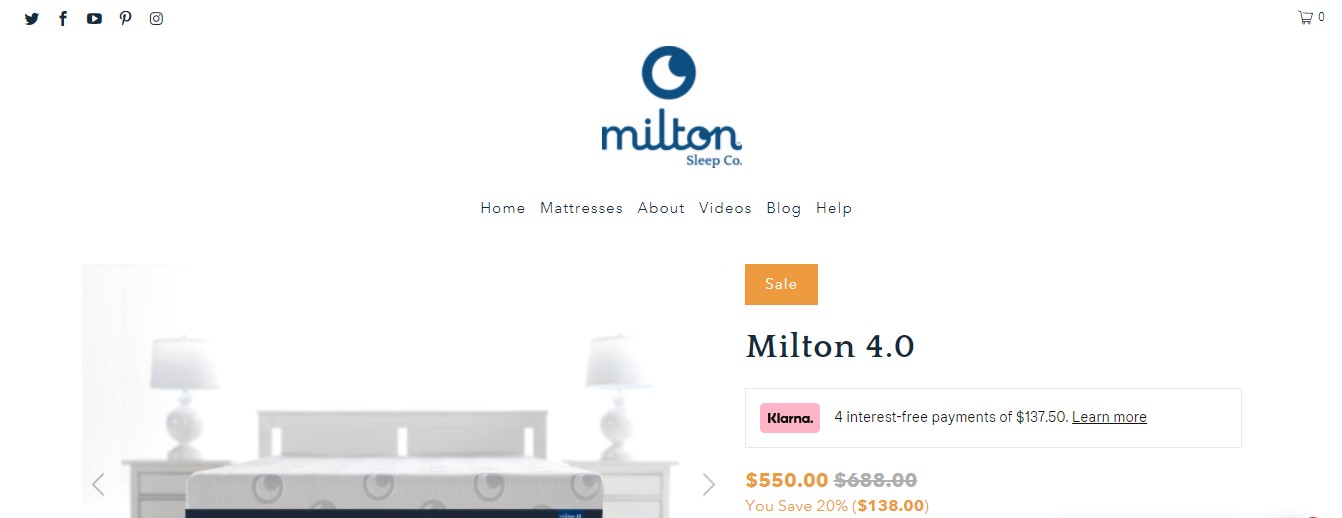 0
milton
Sleep Co.
Home Mattresses About Videos Blog Help
Sale
Milton 4.0
Klarna. 4 interest-free payments of $137.50. Learn more
$550.00 $688.00
You Save 20% ($138.00)